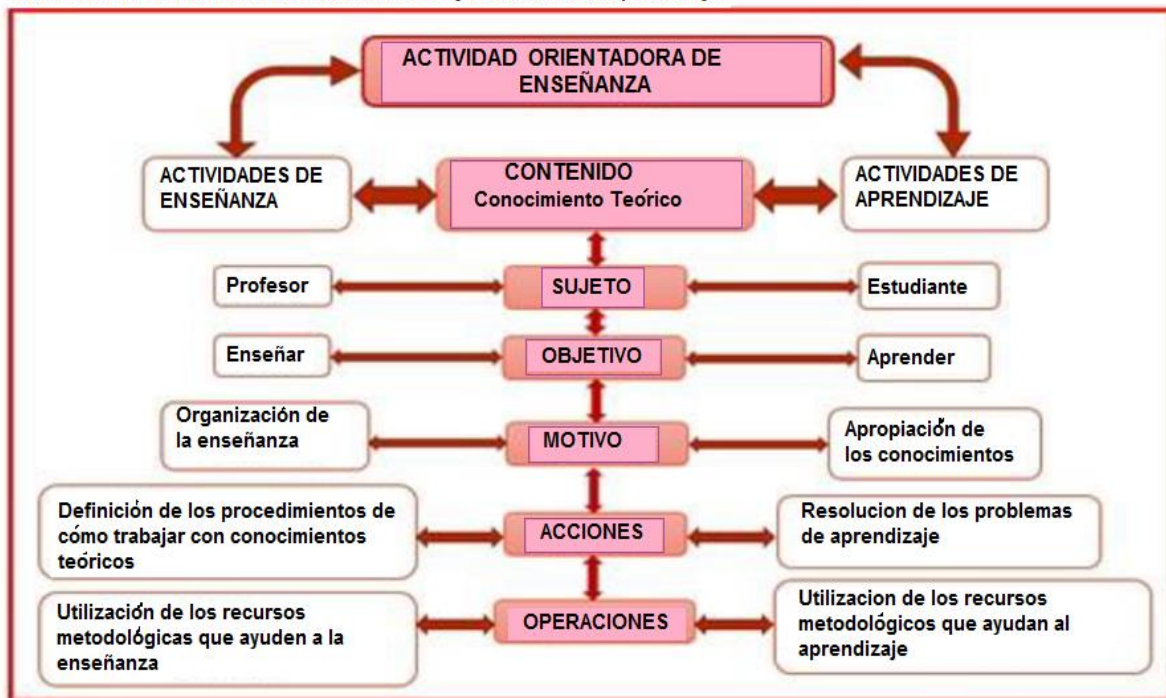 ACTIVIDAD ORIENTADORA DE
ENSEÑANZA
ACTIVIDADES DE
ENSEÑANZA
CONTENIDO
Conocimiento Teórico
ACTIVIDADES DE
APRENDIZAJE
Profesor
SUJETO
Estudiante
Enseñar
OBJETIVO
Aprender
Organización de
la enseñanza
MOTIVO
Apropiación de
los conocimientos
Definición de los procedimientos de
cómo trabajar con conocimientos
teóricos
ACCIONES
Resolucion de los problemas
de aprendizaje
Utilización de los recursos
metodológicas que ayuden a la
enseñanza
OPERACIONES
Utilizacion de los recursos
metodológicos que ayudan al
aprendizaje